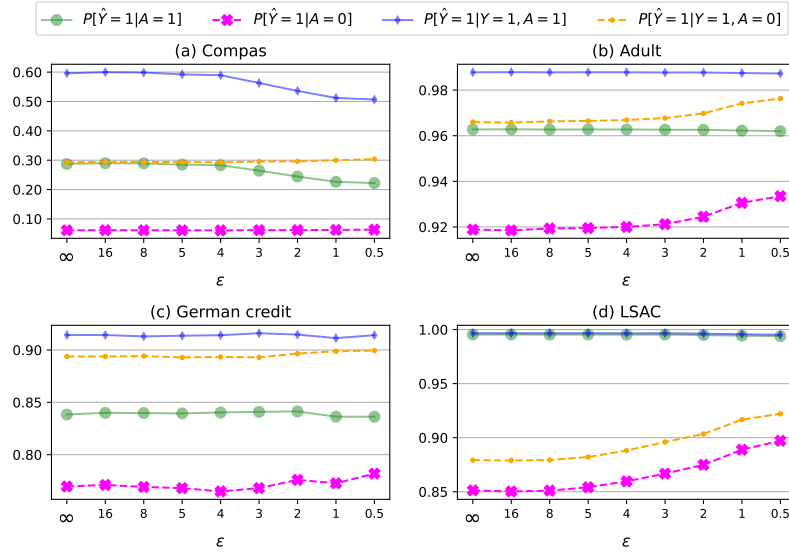 P[Ŷ = 1|A = 1] P[Ŷ = 1|A = 0] P[Ŷ = 1|Y = 1, A = 1] P[Ŷ = 1|Y = 1, A = 0]
(a) Compas
0.60
0.50
0.40
0.30
0.20
0.10
∞ 16 8 5 4 3 2 1 0.5
ε
(b) Adult
0.98
0.96
0.94
0.92
∞ 16 8 5 4 3 2 1 0.5
ε
(c) German credit
0.90
0.85
0.80
∞ 16 8 5 4 3 2 1 0.5
ε
(d) LSAC
1.00
0.95
0.90
0.85
∞ 16 8 5 4 3 2 1 0.5
ε